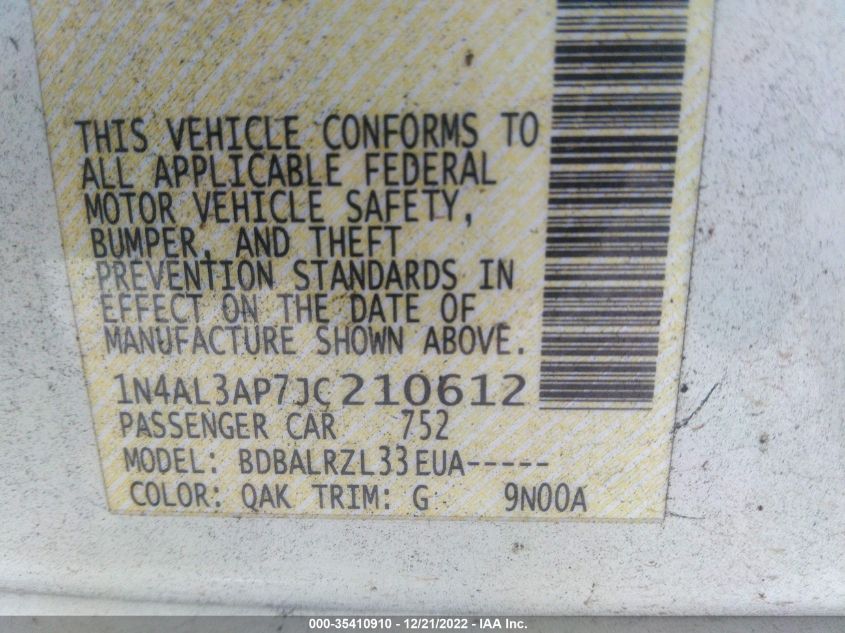 THIS VEHICLE CONFORMS TO
ALL APPLICABLE FEDERAL
MOTOR VEHICLE SAFETY,
BUMPER, AND THEFT
PREVENTION STANDARDS IN
EFFECT ON THE DATE OF
MANUFACTURE SHOWN ABOVE.
1N4AL3AP7JC210612
PASSENGER CAR 752
MODEL: BDBALRZL33EUA-----
COLOR: QAK TRIM: G 9N00A
000-35410910 - 12/21/2022 - IAA Inc.